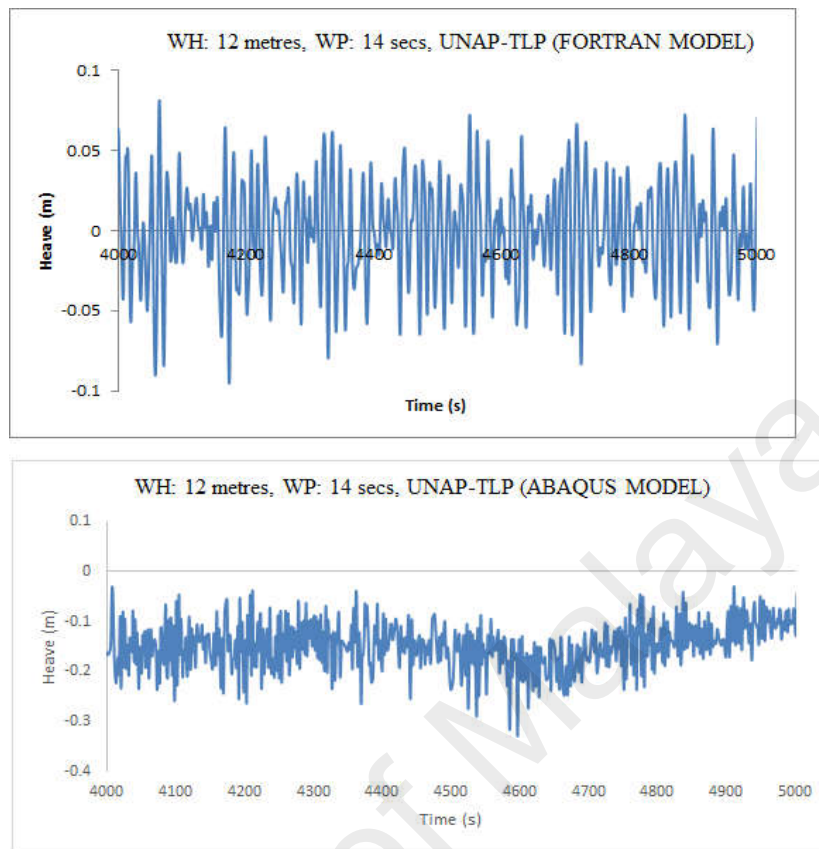 WH: 12 metres, WP: 14 secs, UNAP-TLP (FORTRAN MODEL)
0.1
0.05
0
-0.05
-0.1
Heave (m)
4000 4200 4400 4600 4800 5000
Time (s)
WH: 12 metres, WP: 14 secs, UNAP-TLP (ABAQUS MODEL)
0.1
0
-0.1
-0.2
-0.3
-0.4
Heave (m)
4000 4100 4200 4300 4400 4500 4600 4700 4800 4900 5000
Time (s)
of Malaya